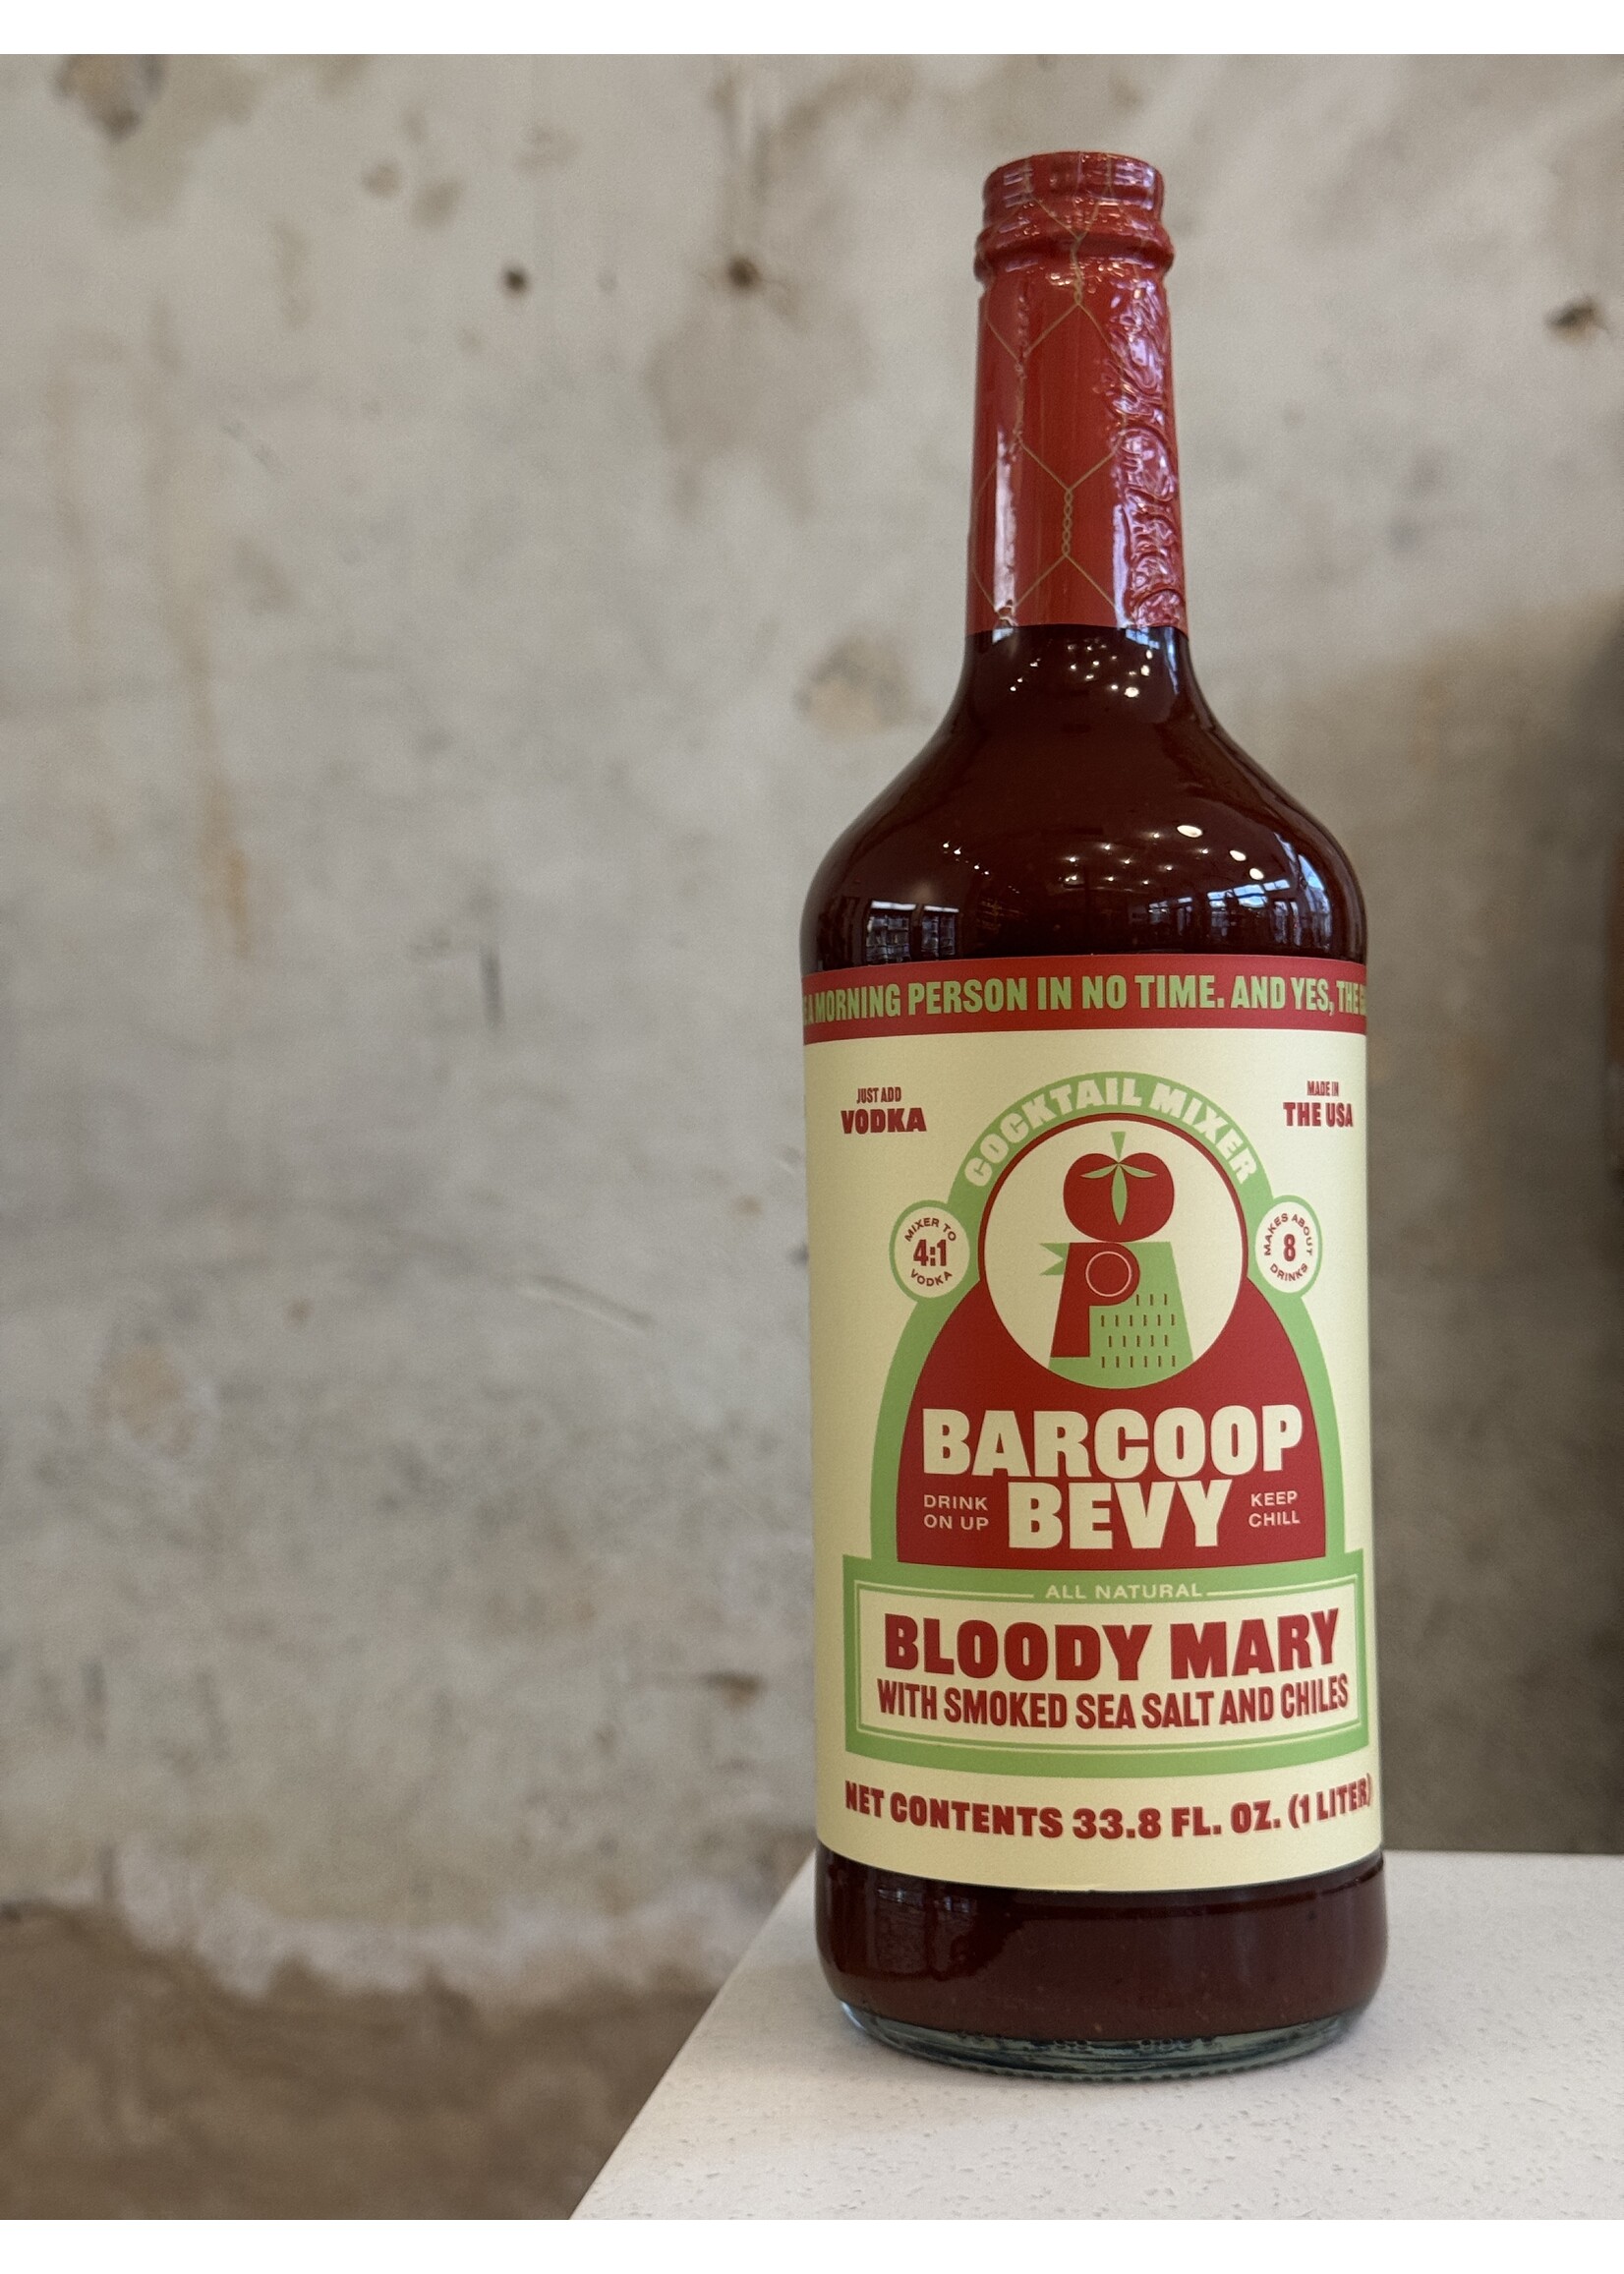 MORNING PERSON IN NO TIME. AND YES, THE
JUST ADD
VODKA
MADE IN
THE USA
COCKTAIL MIXER
MIXER TO
4:1
VODKA
MAKES ABOUT
8
DRINKS
P
BARCOOP
BEVY
DRINK
ON UP
KEEP
CHILL
ALL NATURAL
BLOODY MARY
WITH SMOKED SEA SALT AND CHILES
NET CONTENTS 33.8 FL. OZ. (1 LITER)